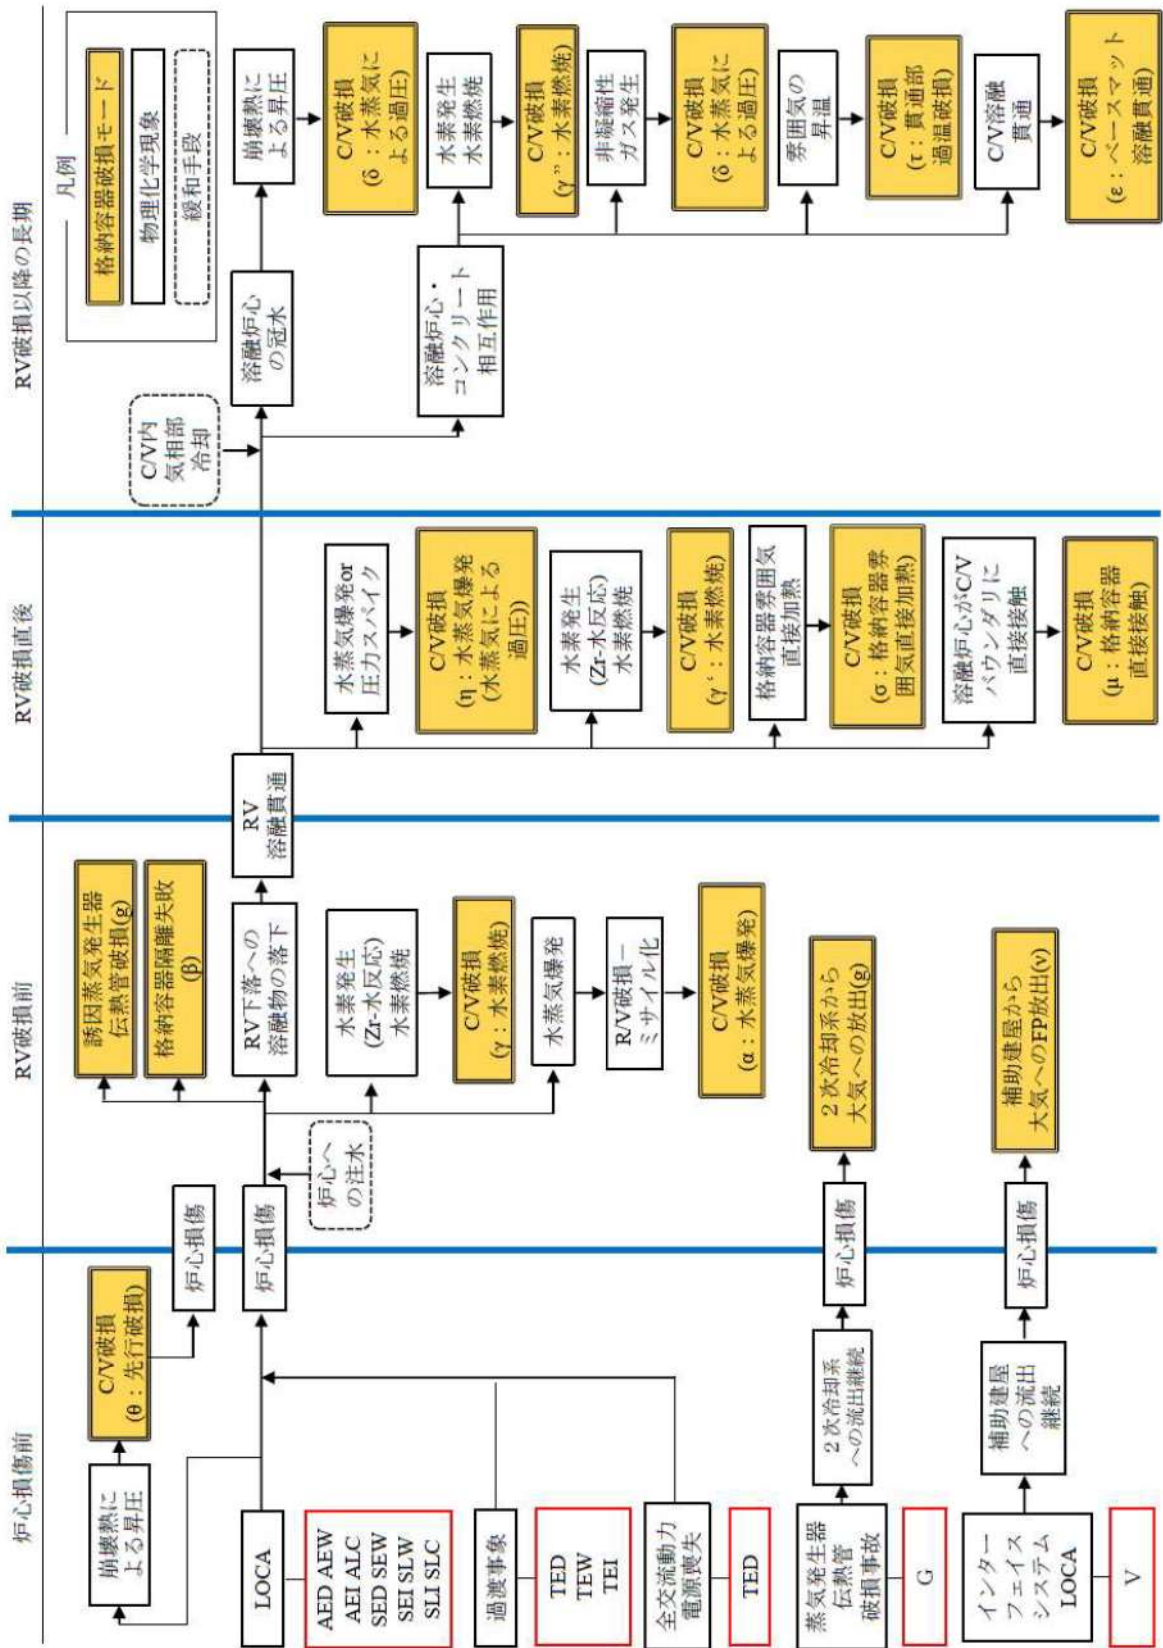 炉心損傷前
RV破損前
RV破損直後
RV破損以降の長期
凡例
格納容器破損モード
物理化学現象
緩和手段
崩壊熱に
よる昇圧
C/V破損
(θ：先行破損)
炉心損傷
LOCA
AED AEW
AEI ALC
SED SEW
SEI SLW
SLI SLC
過渡事象
TED
TEW
TEI
全交流動力
電源喪失
TED
蒸気発生器
伝熱管
破損事故
G
インター
フェイス
システム
LOCA
V
2次冷却系
への流出継続
補助建屋
への流出
継続
炉心損傷
炉心損傷
炉心損傷
炉心へ
の注水
誘因蒸気発生器
伝熱管破損(g)
格納容器隔離失敗
(β)
RV下落への
溶融物の落下
水素発生
(Zr-水反応)
水素燃焼
C/V破損
(γ：水素燃焼)
水蒸気爆発
R/V破損－
ミサイル化
C/V破損
(α：水蒸気爆発)
2次冷却系から
大気への放出(g)
補助建屋から
大気へのFP放出(ν)
RV
溶融貫通
水蒸気爆発or
圧力スパイク
C/V破損
(η：水蒸気爆発
(水蒸気による
過圧))
水素発生
(Zr-水反応)
水素燃焼
C/V破損
(γ‘：水素燃焼)
格納容器雰囲気
直接加熱
C/V破損
(σ：格納容器雰
囲気直接加熱)
溶融炉心がC/V
バウンダリに
直接接触
C/V破損
(μ：格納容器
直接接触)
C/V内
気相部
冷却
溶融炉心
の冠水
溶融炉心・
コンクリート
相互作用
崩壊熱に
よる昇圧
C/V破損
(δ：水蒸気に
よる過圧)
水素発生
水素燃焼
C/V破損
(γ”：水素燃焼)
非凝縮性
ガス発生
C/V破損
(δ：水蒸気に
よる過圧)
雰囲気の
昇温
C/V破損
(τ：貫通部
過温破損)
C/V溶融
貫通
C/V破損
(ε：ベースマット
溶融貫通)